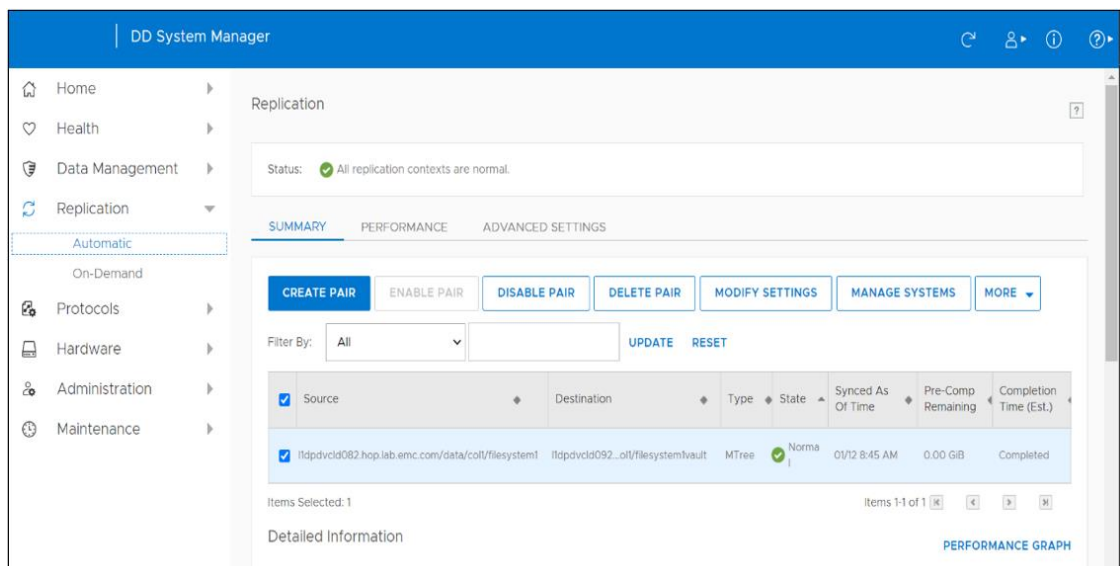 DD System Manager
Home
Health
Data Management
Replication
Automatic
On-Demand
Protocols
Hardware
Administration
Maintenance
Replication
?
Status: All replication contexts are normal.
SUMMARY PERFORMANCE ADVANCED SETTINGS
CREATE PAIR ENABLE PAIR DISABLE PAIR DELETE PAIR MODIFY SETTINGS MANAGE SYSTEMS MORE
Filter By: All UPDATE RESET
Source Destination Type State Synced As Of Time Pre-Comp Remaining Completion Time (Est.)
l1dpdvcld082.hop.lab.emc.com/data/col1/filesystem1 l1dpdvcld092...ol1/filesystem1vault MTree Normal 01/12 8:45 AM 0.00 GiB Completed
Items Selected: 1 Items 1-1 of 1
Detailed Information
PERFORMANCE GRAPH